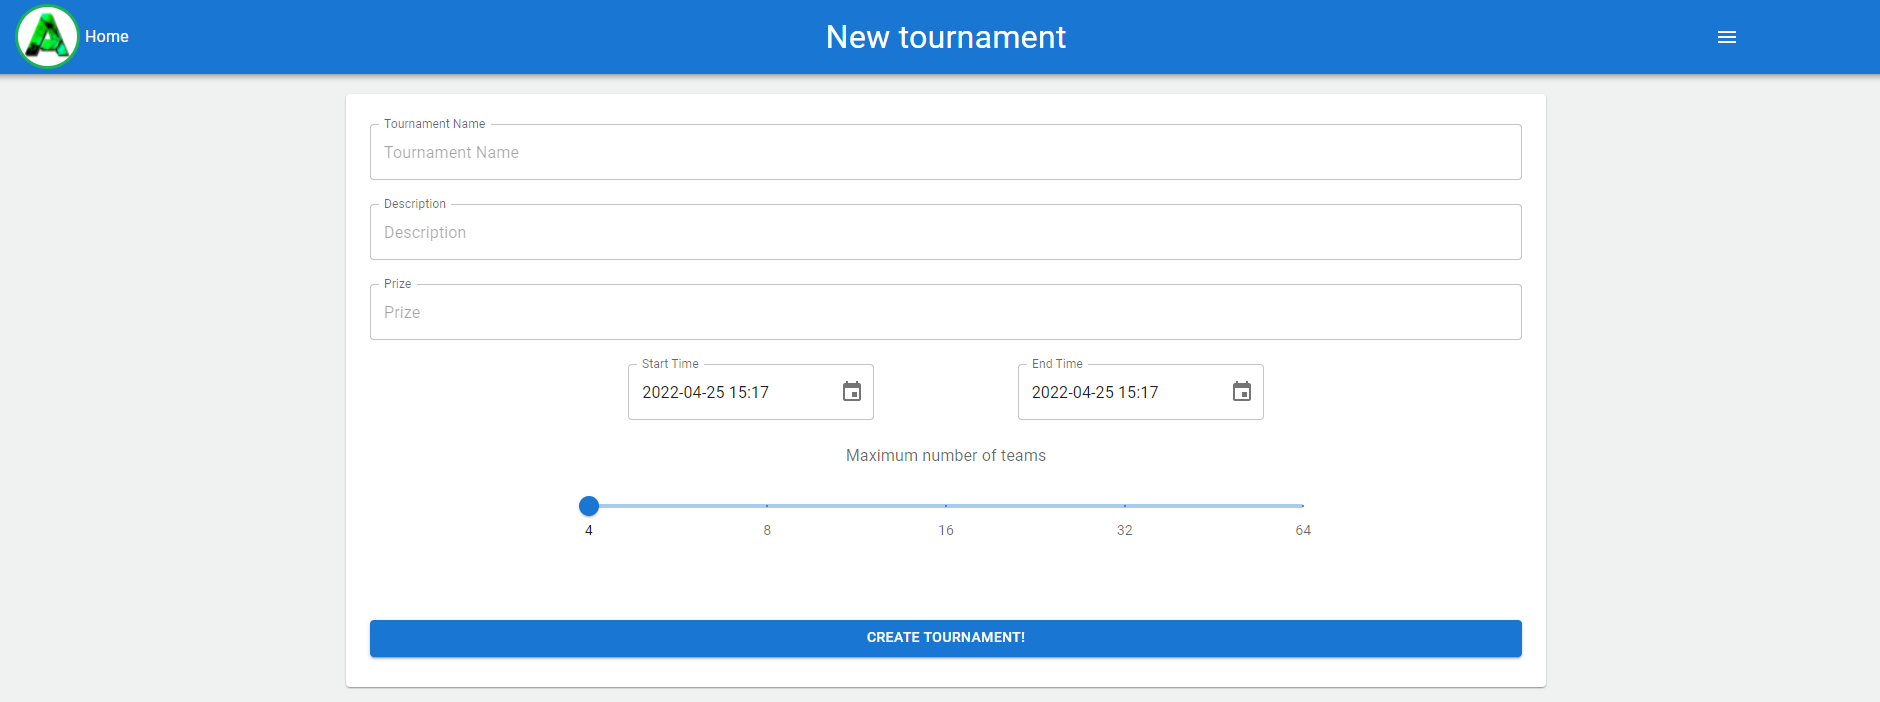 Home
New tournament
Tournament Name
Tournament Name
Description
Description
Prize
Prize
Start Time
End Time
2022-04-25 15:17
2022-04-25 15:17
Maximum number of teams
4 8 16 32 64
CREATE TOURNAMENT!